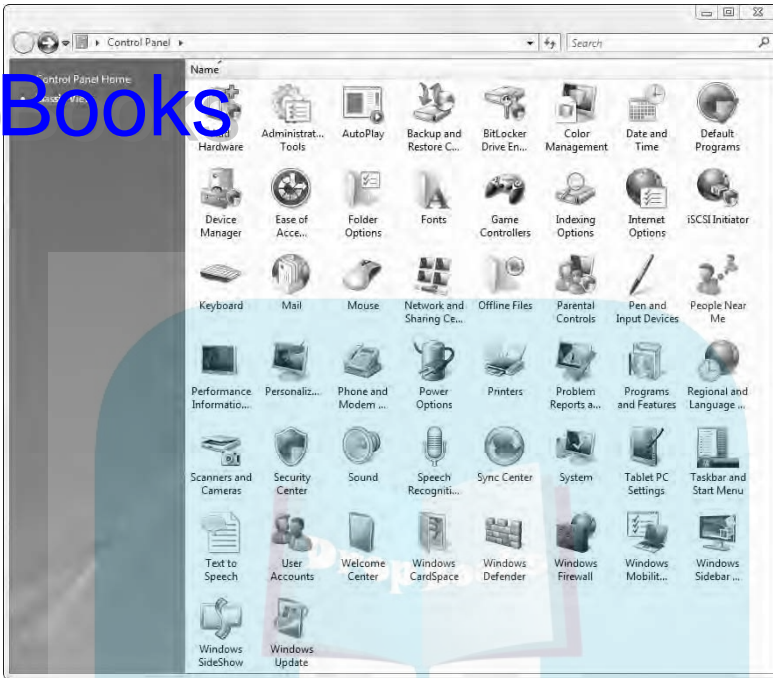 Control Panel
Search
Control Panel Home
Classic View
Books
Name
Add Hardware
Administrat... Tools
AutoPlay
Backup and Restore C...
BitLocker Drive En...
Color Management
Date and Time
Default Programs
Device Manager
Ease of Acce...
Folder Options
Fonts
Game Controllers
Indexing Options
Internet Options
iSCSI Initiator
Keyboard
Mail
Mouse
Network and Sharing Ce...
Offline Files
Parental Controls
Pen and Input Devices
People Near Me
Performance Informatio...
Personaliz...
Phone and Modem ...
Power Options
Printers
Problem Reports a...
Programs and Features
Regional and Language ...
Scanners and Cameras
Security Center
Sound
Speech Recogniti...
Sync Center
System
Tablet PC Settings
Taskbar and Start Menu
Text to Speech
User Accounts
Welcome Center
Windows CardSpace
Windows Defender
Windows Firewall
Windows Mobilit...
Windows Sidebar ...
Windows SideShow
Windows Update